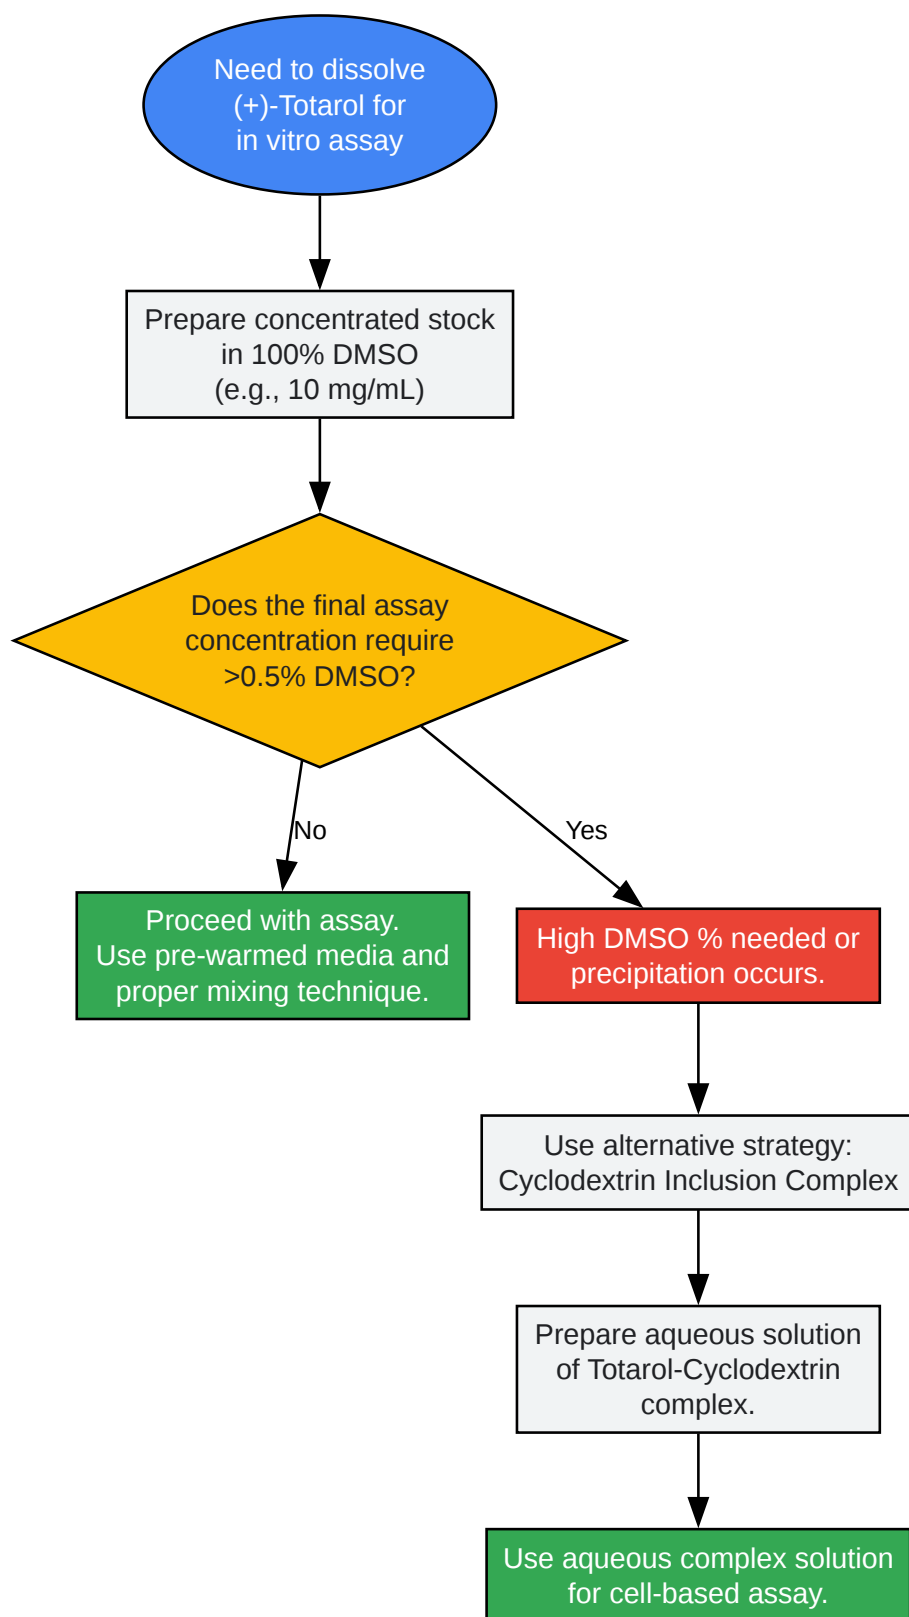 Need to dissolve
(+)-Totarol for
in vitro assay
Prepare concentrated stock
in 100% DMSO
(e.g., 10 mg/mL)
Does the final assay
concentration require
>0.5% DMSO?
No
Yes
Proceed with assay.
Use pre-warmed media and
proper mixing technique.
High DMSO % needed or
precipitation occurs.
Use alternative strategy:
Cyclodextrin Inclusion Complex
Prepare aqueous solution
of Totarol-Cyclodextrin
complex.
Use aqueous complex solution
for cell-based assay.